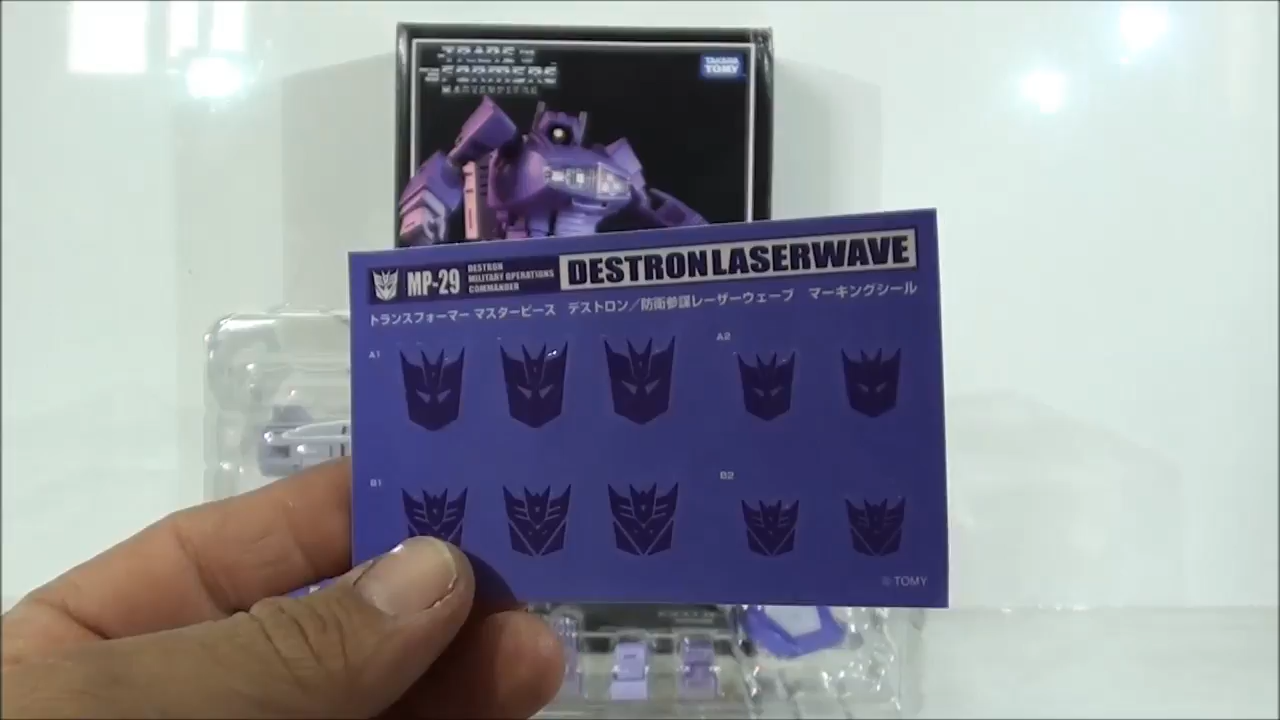 TRANS
FORMERS
MASTERPIECE
TAKARA
TOMY
MP-29
DESTRON
MILITARY OPERATIONS
COMMANDER
DESTRON LASERWAVE
トランスフォーマー マスターピース デストロン/防衛参謀レーザーウェーブ マーキングシール
A1
A2
B1
B2
© TOMY